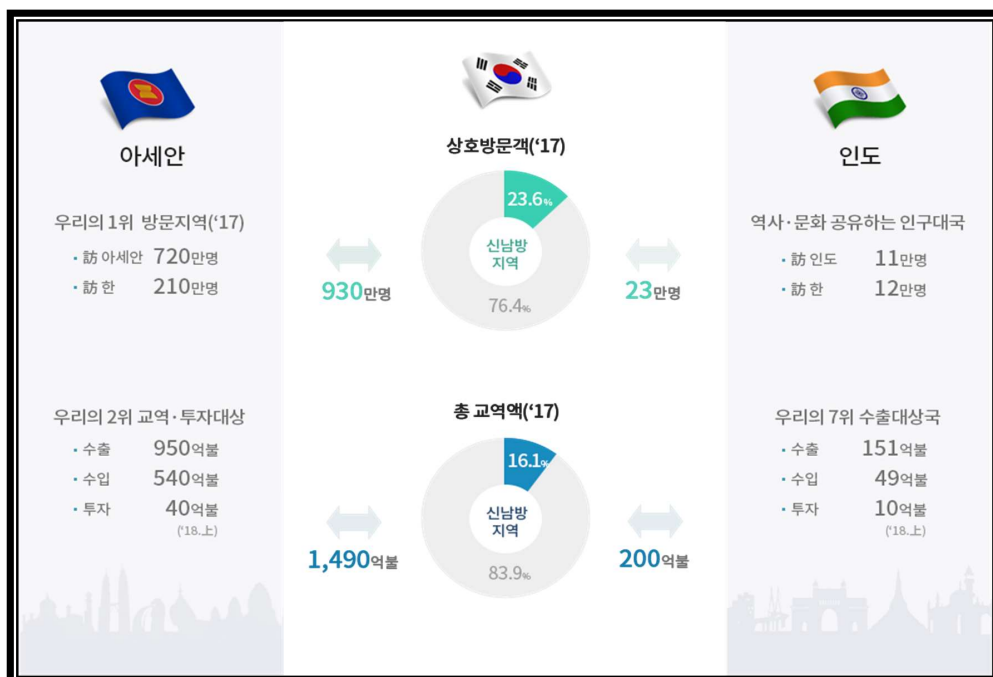 아세안
우리의 1위 방문지역(‘17)
· 訪 아세안 720만명
· 訪 한 210만명
우리의 2위 교역·투자대상
· 수출 950억불
· 수입 540억불
· 투자 40억불
(‘18.上)
상호방문객(‘17)
23.6%
신남방
지역
76.4%
930만명
23만명
총 교역액(‘17)
16.1%
신남방
지역
83.9%
1,490억불
200억불
인도
역사·문화 공유하는 인구대국
· 訪 인도 11만명
· 訪 한 12만명
우리의 7위 수출대상국
· 수출 151억불
· 수입 49억불
· 투자 10억불
(‘18.上)